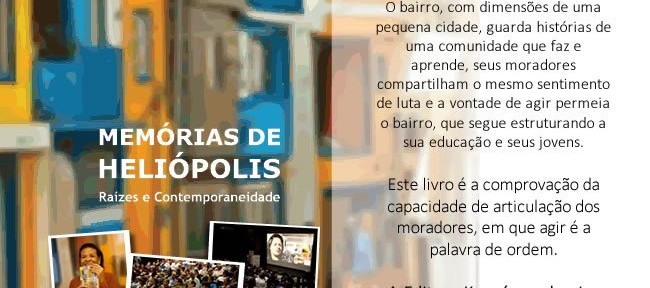 MEMÓRIAS DE
HELIÓPOLIS
Raízes e Contemporaneidade
O bairro, com dimensões de uma
pequena cidade, guarda histórias de
uma comunidade que faz e
aprende, seus moradores
compartilham o mesmo sentimento
de luta e a vontade de agir permeia
o bairro, que segue estruturando a
sua educação e seus jovens.
Este livro é a comprovação da
capacidade de articulação dos
moradores, em que agir é a
palavra de ordem.